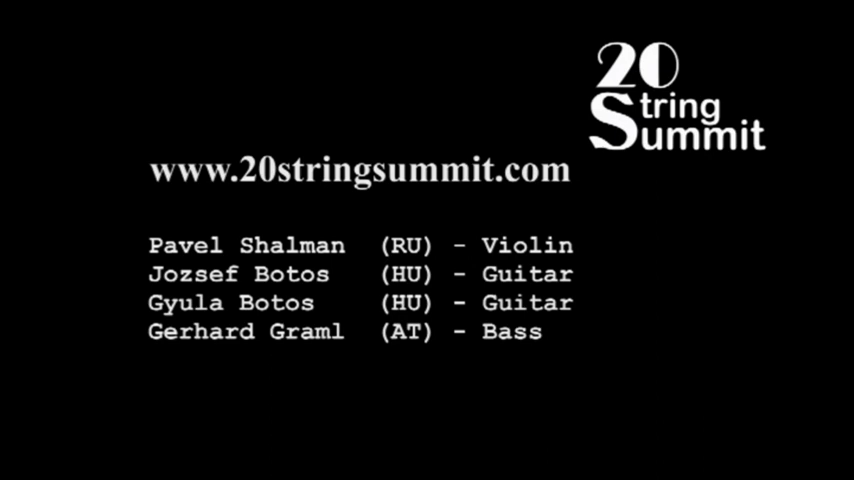 20
String
Summit
www.20stringsummit.com
Pavel Shalman (RU) - Violin
Jozsef Botos (HU) - Guitar
Gyula Botos (HU) - Guitar
Gerhard Graml (AT) - Bass